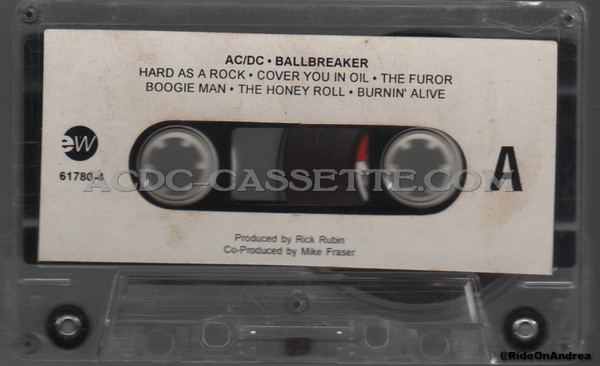 AC/DC • BALLBREAKER
HARD AS A ROCK • COVER YOU IN OIL • THE FUROR
BOOGIE MAN • THE HONEY ROLL • BURNIN' ALIVE
ew
61780-4
ACDC-CASSETTE.COM
A
Produced by Rick Rubin
Co-Produced by Mike Fraser
@RideOnAndrea